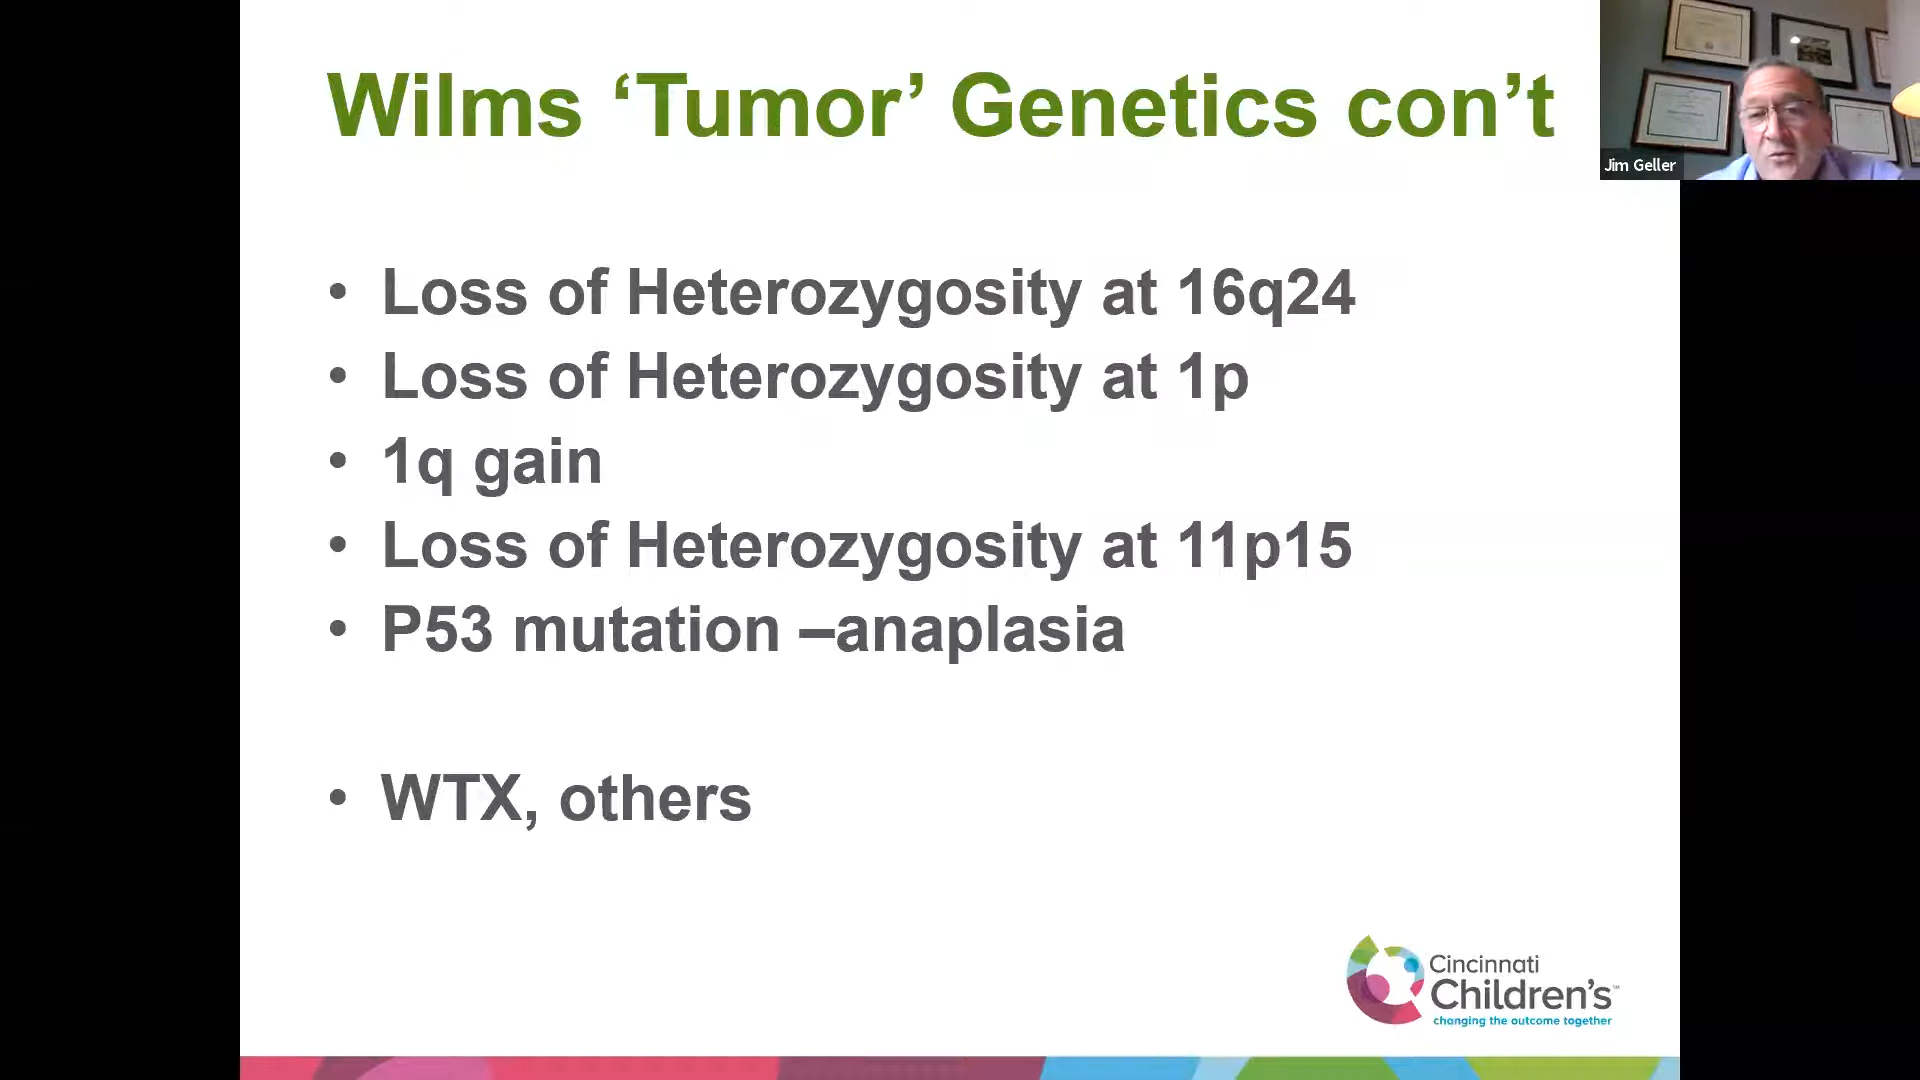 Wilms ‘Tumor’ Genetics con’t
Jim Geller
• Loss of Heterozygosity at 16q24
• Loss of Heterozygosity at 1p
• 1q gain
• Loss of Heterozygosity at 11p15
• P53 mutation –anaplasia
• WTX, others
Cincinnati
Children’s™
changing the outcome together